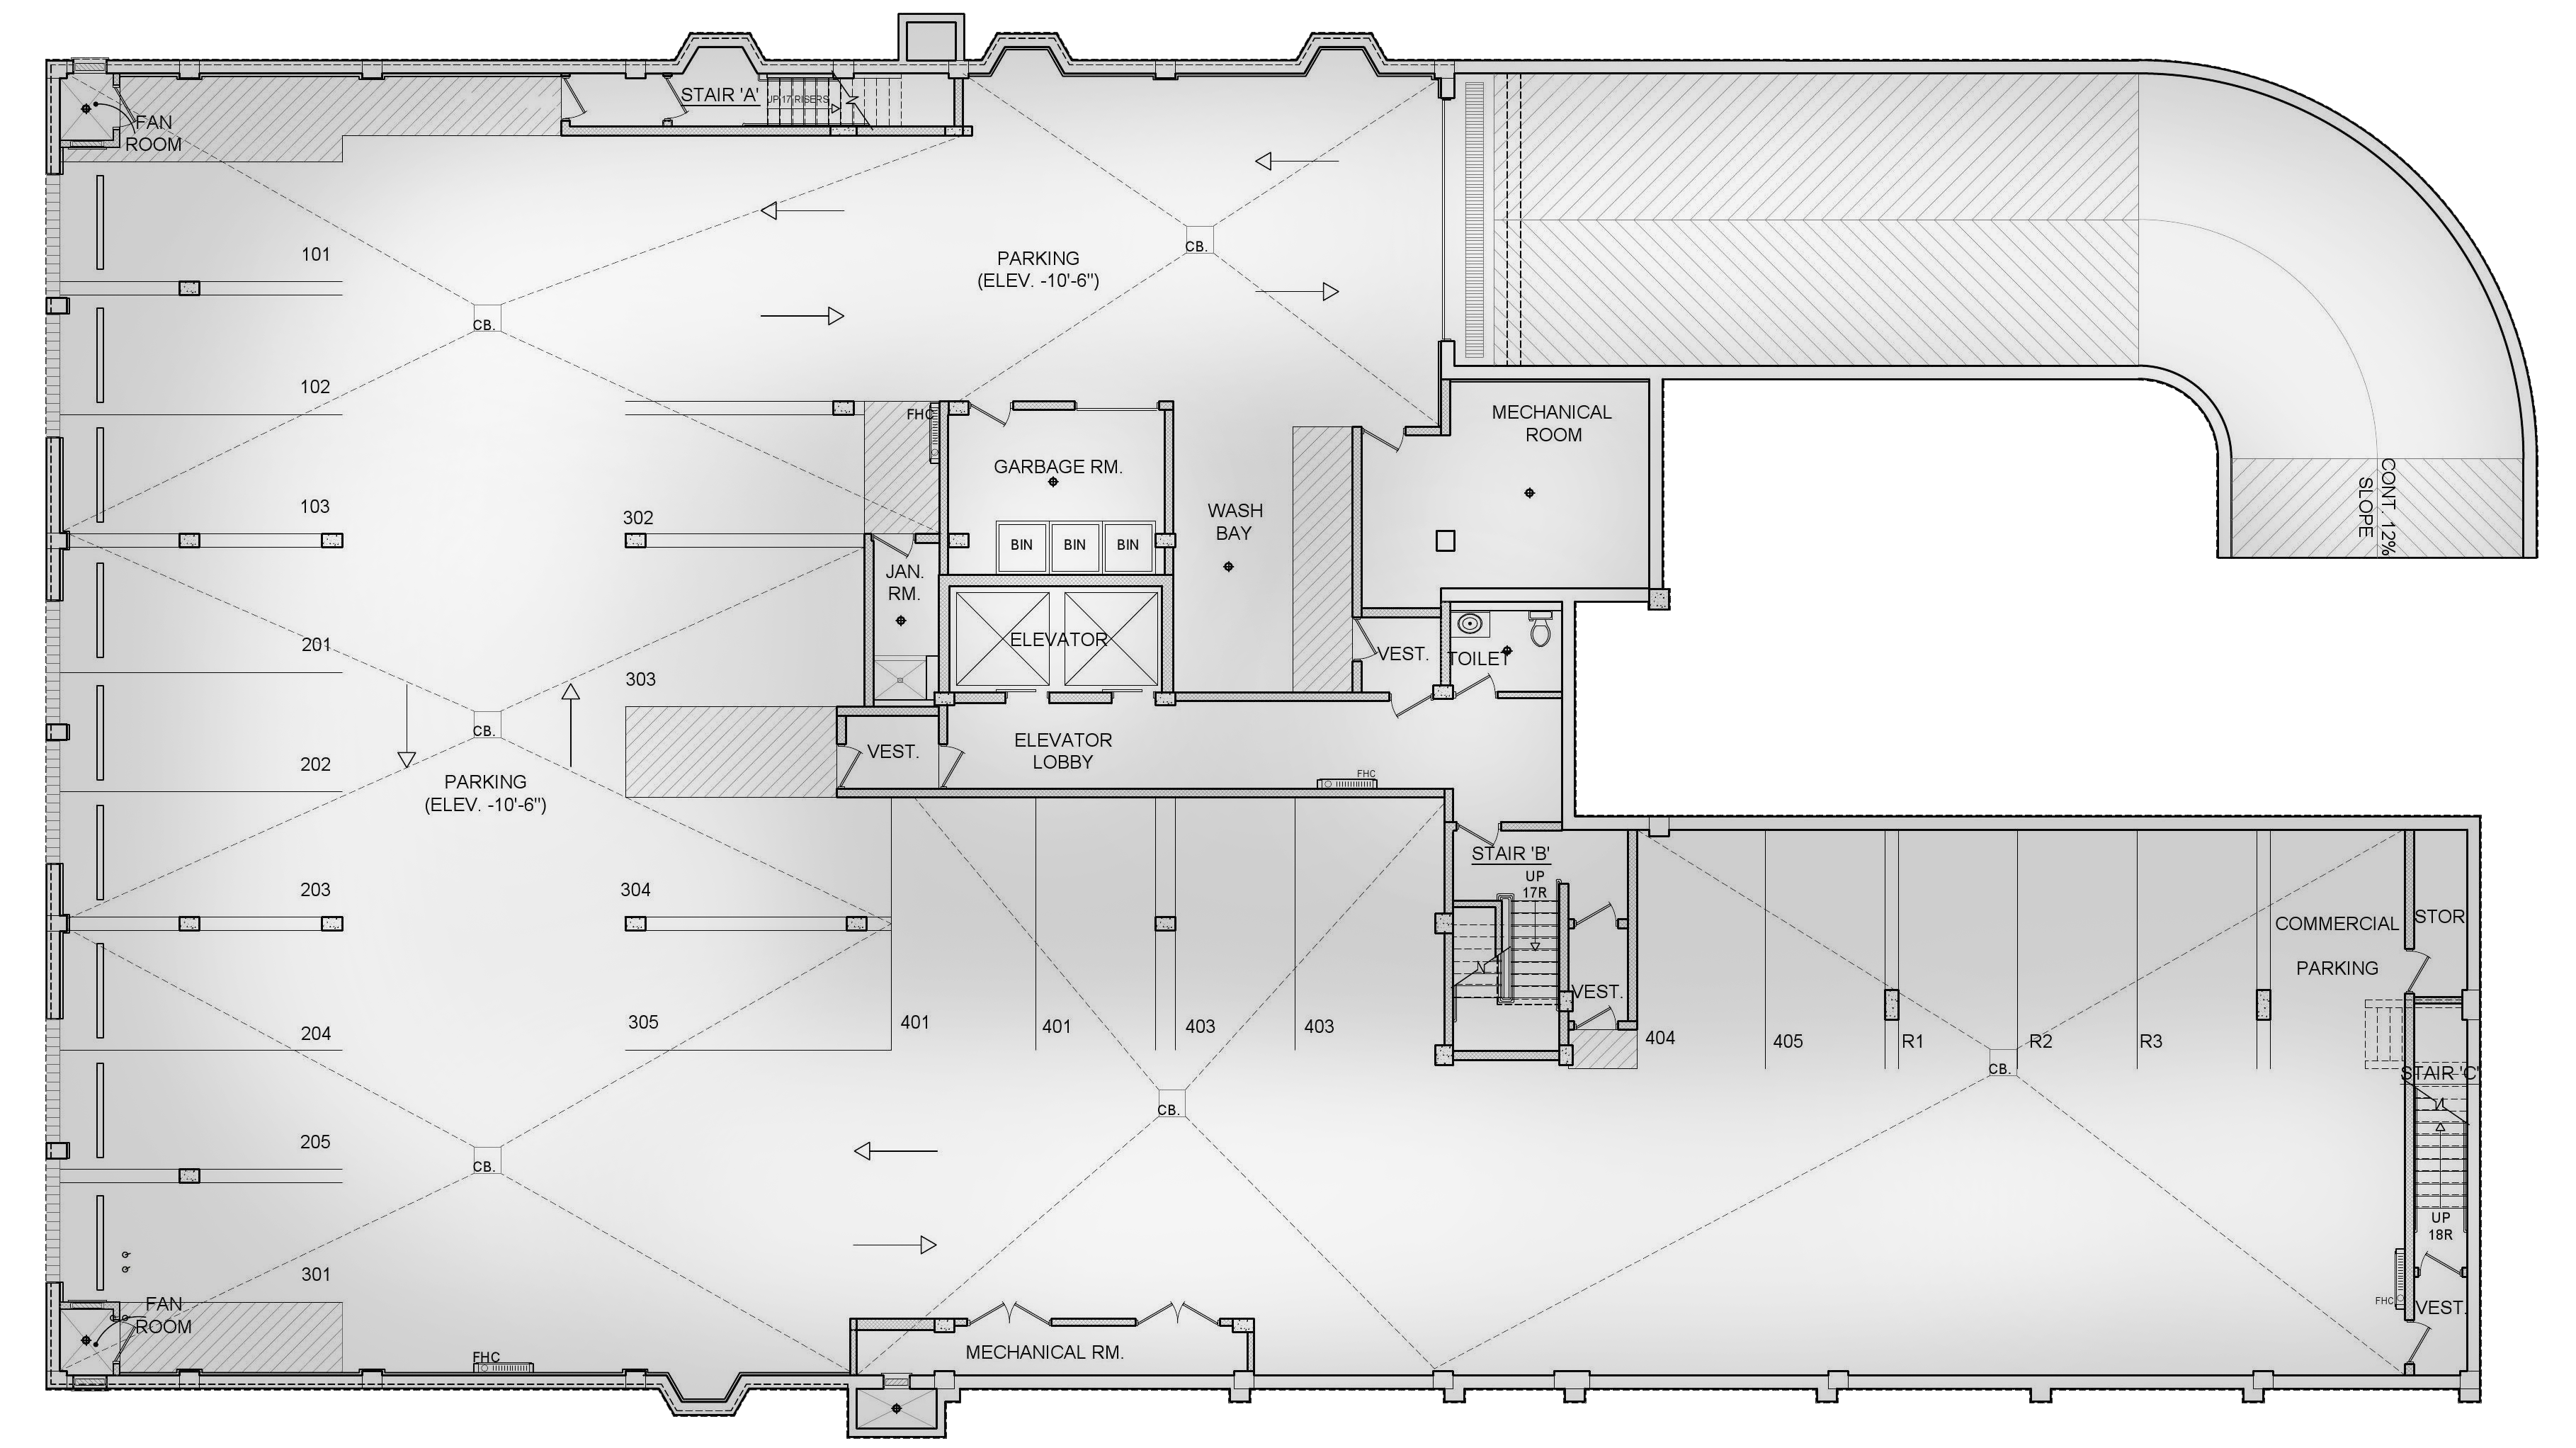 STAIR 'A'
UP 17 RISERS
FAN
ROOM
101
CB.
PARKING
(ELEV. -10'-6")
CB.
102
FHC
MECHANICAL
ROOM
GARBAGE RM.
CONT. 12%
SLOPE
103
302
WASH
BAY
BIN
BIN
BIN
JAN.
RM.
201
ELEVATOR
VEST.
TOILET
303
CB.
202
VEST.
ELEVATOR
LOBBY
PARKING
(ELEV. -10'-6")
FHC
STAIR 'B'
UP
17R
203
304
COMMERCIAL
PARKING
STOR
VEST.
204
305
401
401
403
403
404
405
R1
R2
R3
CB.
STAIR 'C'
CB.
205
CB.
UP
18R
301
FAN
ROOM
FHC
VEST.
FHC
MECHANICAL RM.